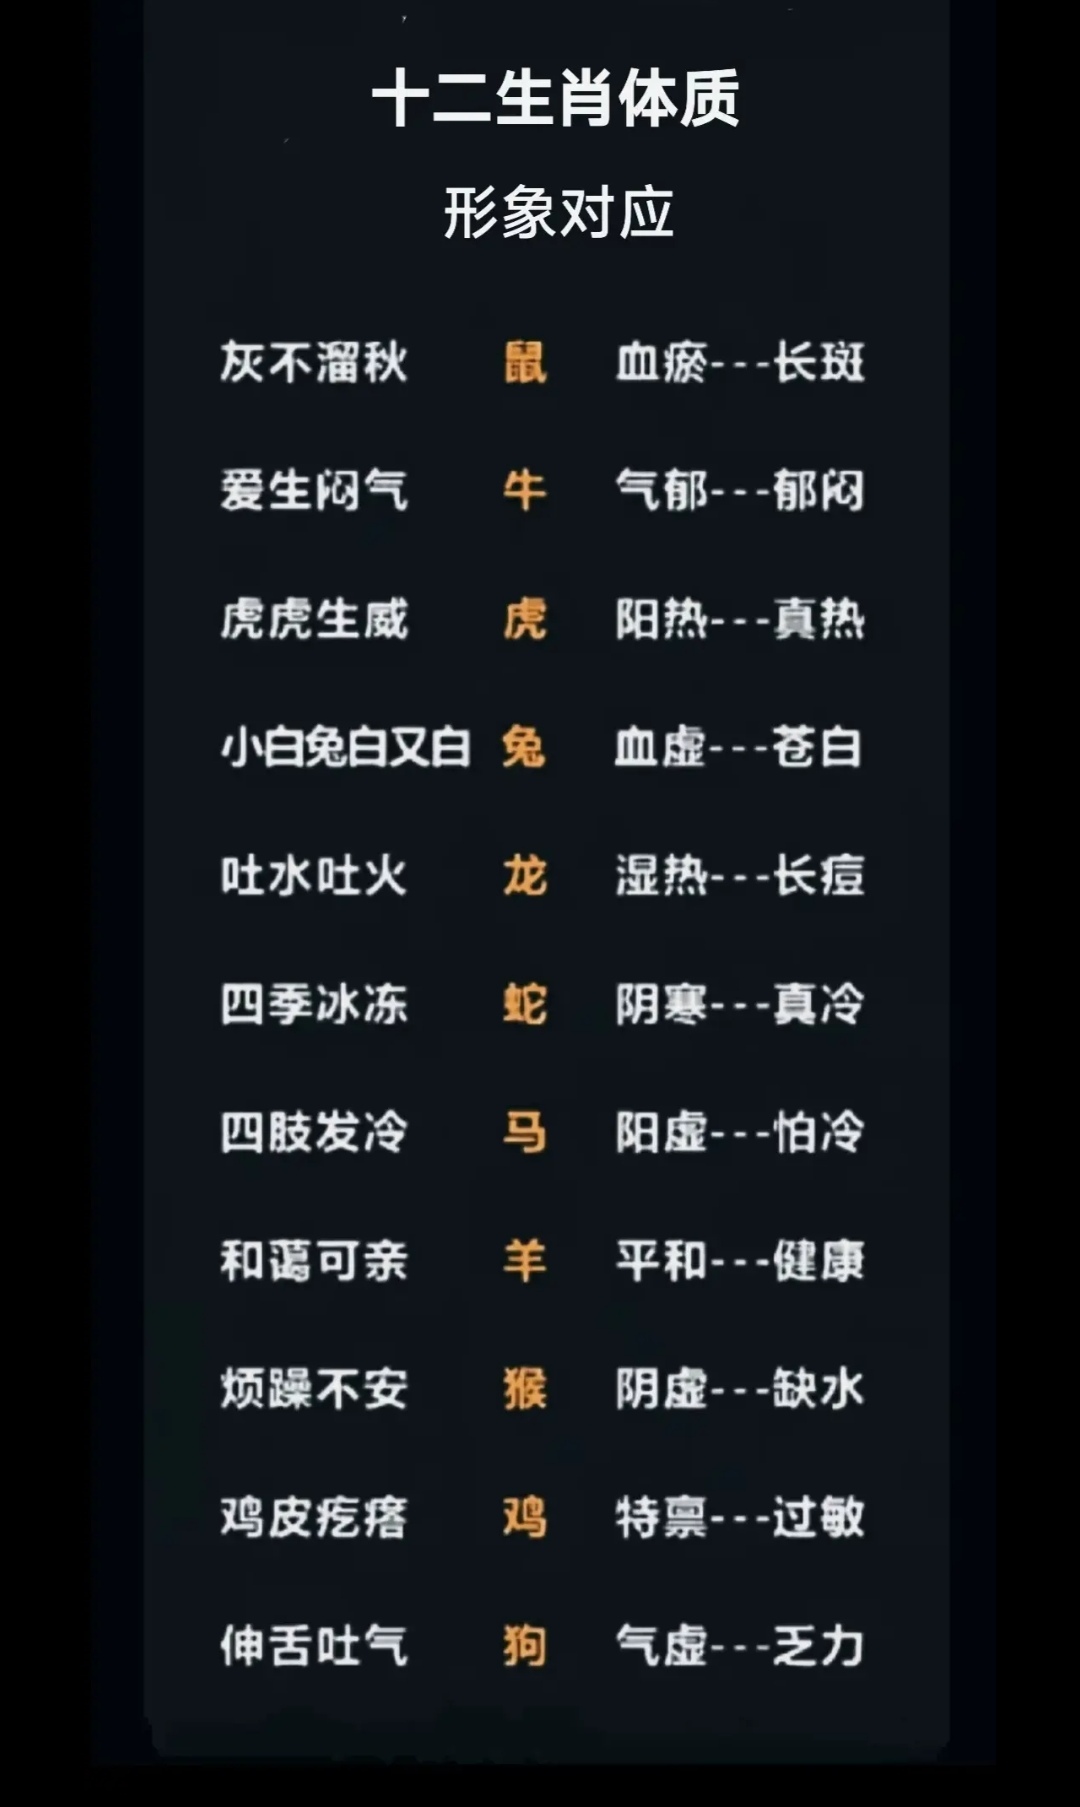 十二生肖体质
形象对应
灰不溜秋 鼠 血瘀---长斑
爱生闷气 牛 气郁---郁闷
虎虎生威 虎 阳热---真热
小白兔白又白 兔 血虚---苍白
吐水吐火 龙 湿热---长痘
四季冰冻 蛇 阴寒---真冷
四肢发冷 马 阳虚---怕冷
和蔼可亲 羊 平和---健康
烦躁不安 猴 阴虚---缺水
鸡皮疙瘩 鸡 特禀---过敏
伸舌吐气 狗 气虚---乏力